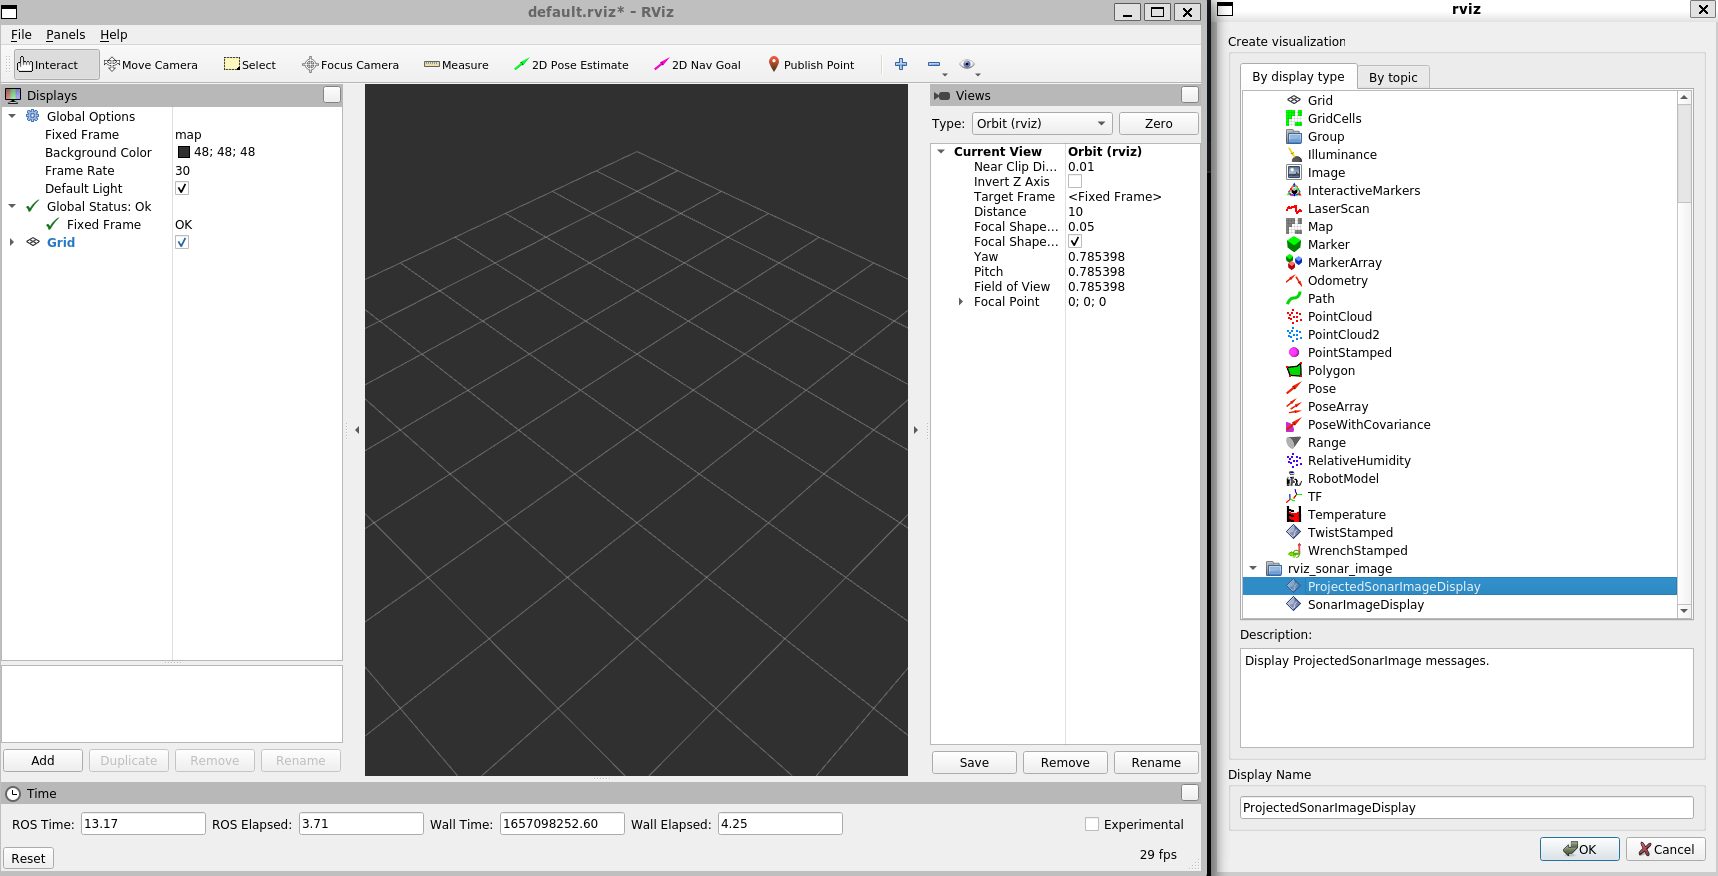 default.rviz* - RViz
File Panels Help
Interact Move Camera Select Focus Camera Measure 2D Pose Estimate 2D Nav Goal Publish Point
Displays
Global Options
Fixed Frame map
Background Color 48; 48; 48
Frame Rate 30
Default Light
Global Status: Ok
Fixed Frame OK
Grid
Add Duplicate Remove Rename
Views
Type: Orbit (rviz) Zero
Current View Orbit (rviz)
Near Clip Di... 0.01
Invert Z Axis
Target Frame <Fixed Frame>
Distance 10
Focal Shape... 0.05
Focal Shape...
Yaw 0.785398
Pitch 0.785398
Field of View 0.785398
Focal Point 0; 0; 0
Save Remove Rename
Time
ROS Time: 13.17 ROS Elapsed: 3.71 Wall Time: 1657098252.60 Wall Elapsed: 4.25 Experimental
Reset 29 fps
rviz
Create visualization
By display type By topic
Grid
GridCells
Group
Illuminance
Image
InteractiveMarkers
LaserScan
Map
Marker
MarkerArray
Odometry
Path
PointCloud
PointCloud2
PointStamped
Polygon
Pose
PoseArray
PoseWithCovariance
Range
RelativeHumidity
RobotModel
TF
Temperature
TwistStamped
WrenchStamped
rviz_sonar_image
ProjectedSonarImageDisplay
SonarImageDisplay
Description:
Display ProjectedSonarImage messages.
Display Name
ProjectedSonarImageDisplay
OK Cancel